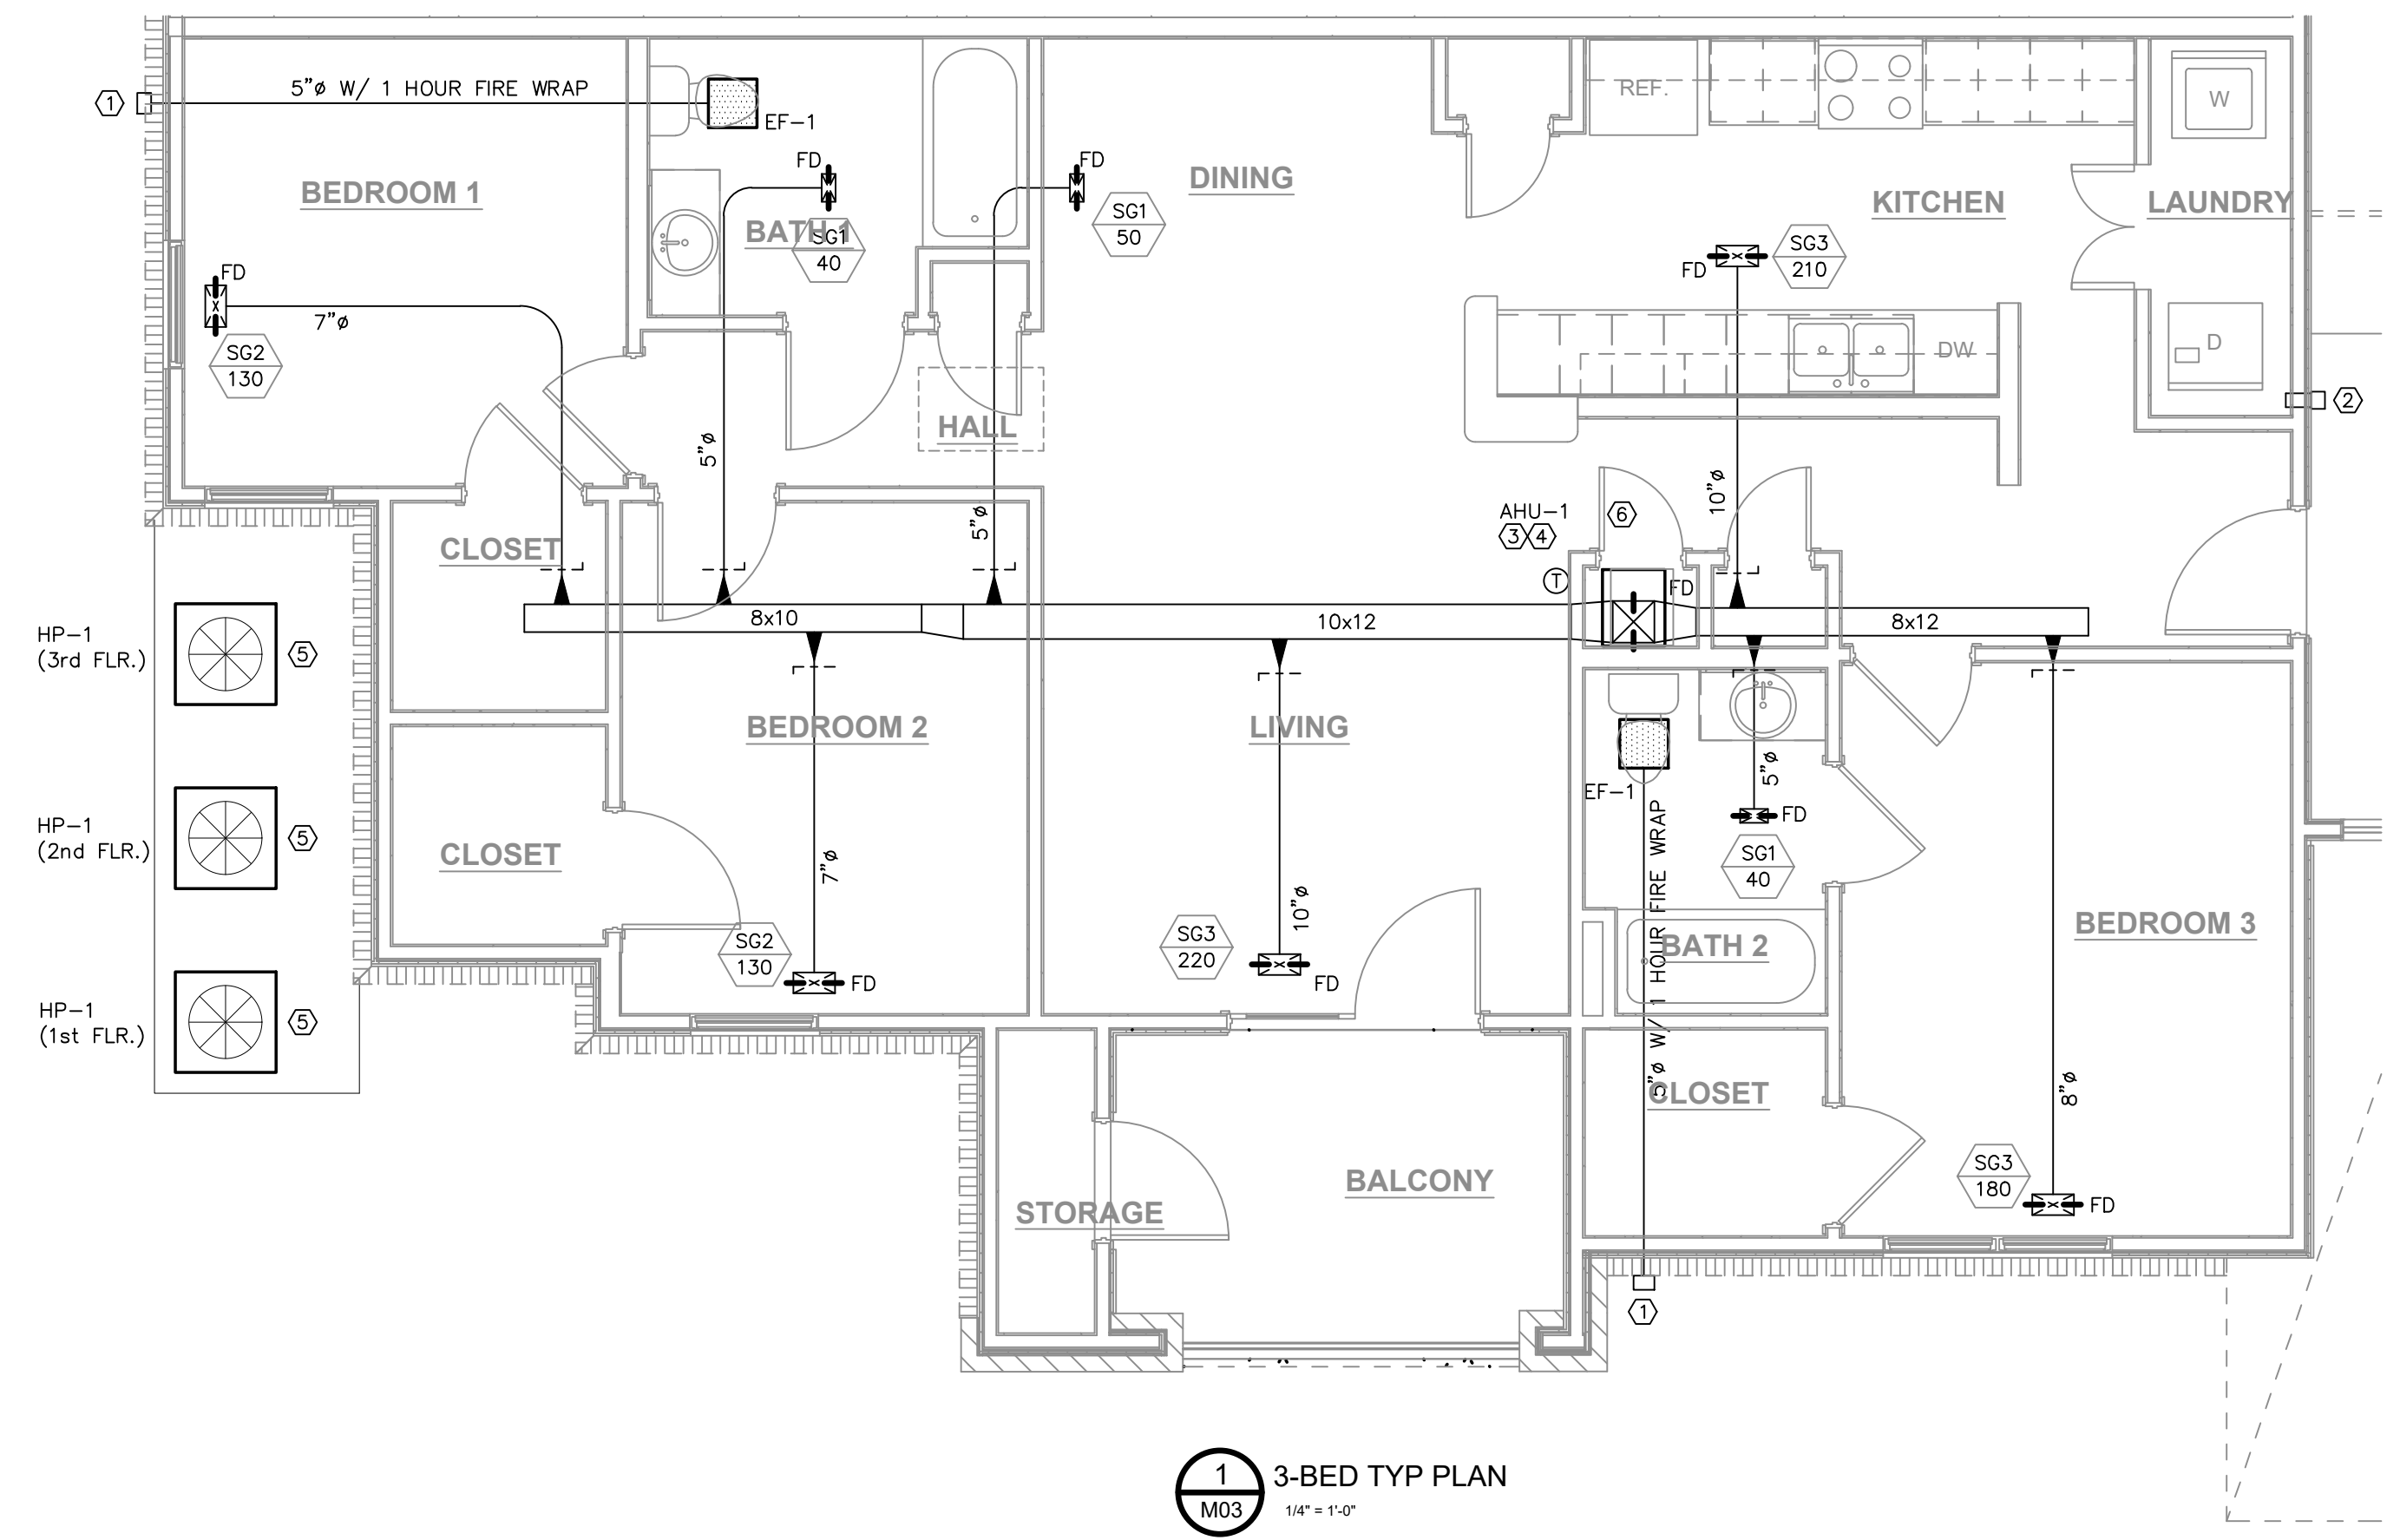 5"ø W/ 1 HOUR FIRE WRAP
1
EF-1
REF.
W
FD
FD
BEDROOM 1
DINING
KITCHEN
LAUNDRY
SG1
50
BATH 1
SG1
40
SG3
210
FD
FD
7"ø
SG2
130
DW
D
2
HALL
5"ø
5"ø
10"ø
AHU-1
3
4
6
CLOSET
T
FD
8x10
10x12
8x12
HP-1
(3rd FLR.)
5
BEDROOM 2
LIVING
5"ø
EF-1
FD
HP-1
(2nd FLR.)
5
CLOSET
7"ø
SG1
40
10"ø
5"ø W/ 1 HOUR FIRE WRAP
BEDROOM 3
SG2
130
SG3
220
BATH 2
FD
FD
HP-1
(1st FLR.)
5
CLOSET
8"ø
BALCONY
SG3
180
STORAGE
FD
1
1
M03
3-BED TYP PLAN
1/4" = 1'-0"